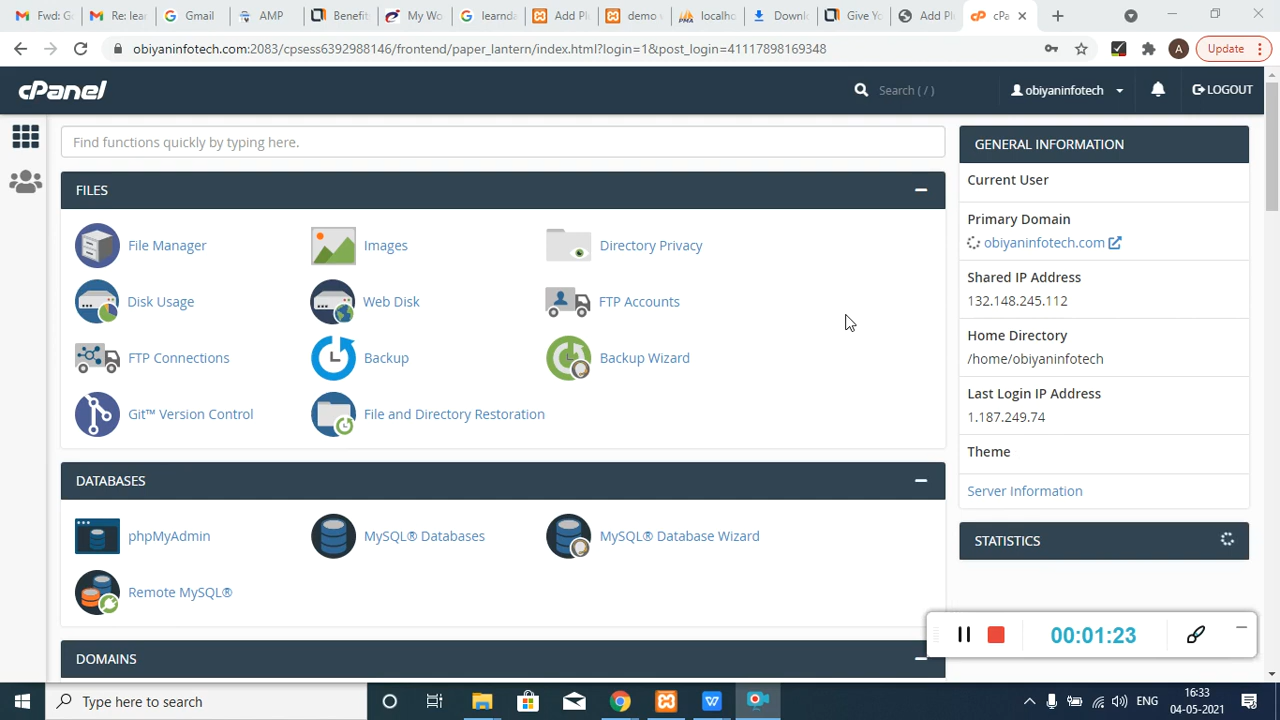 Fwd: G
Re: lear
Gmail
AMP
Benefit
My Wo
learnda
Add Plu
demo w
localho
Downlo
Give Yo
Add Plu
cPa
obiyaninfotech.com:2083/cpsess6392988146/frontend/paper_lantern/index.html?login=1&post_login=41117898169348
A
Update
cPanel
Search ( / )
obiyaninfotech
LOGOUT
Find functions quickly by typing here.
FILES
File Manager
Images
Directory Privacy
Disk Usage
Web Disk
FTP Accounts
FTP Connections
Backup
Backup Wizard
Git™ Version Control
File and Directory Restoration
DATABASES
phpMyAdmin
MySQL® Databases
MySQL® Database Wizard
Remote MySQL®
DOMAINS
GENERAL INFORMATION
Current User
Primary Domain
obiyaninfotech.com
Shared IP Address
132.148.245.112
Home Directory
/home/obiyaninfotech
Last Login IP Address
1.187.249.74
Theme
Server Information
STATISTICS
00:01:23
Type here to search
ENG
16:33
04-05-2021